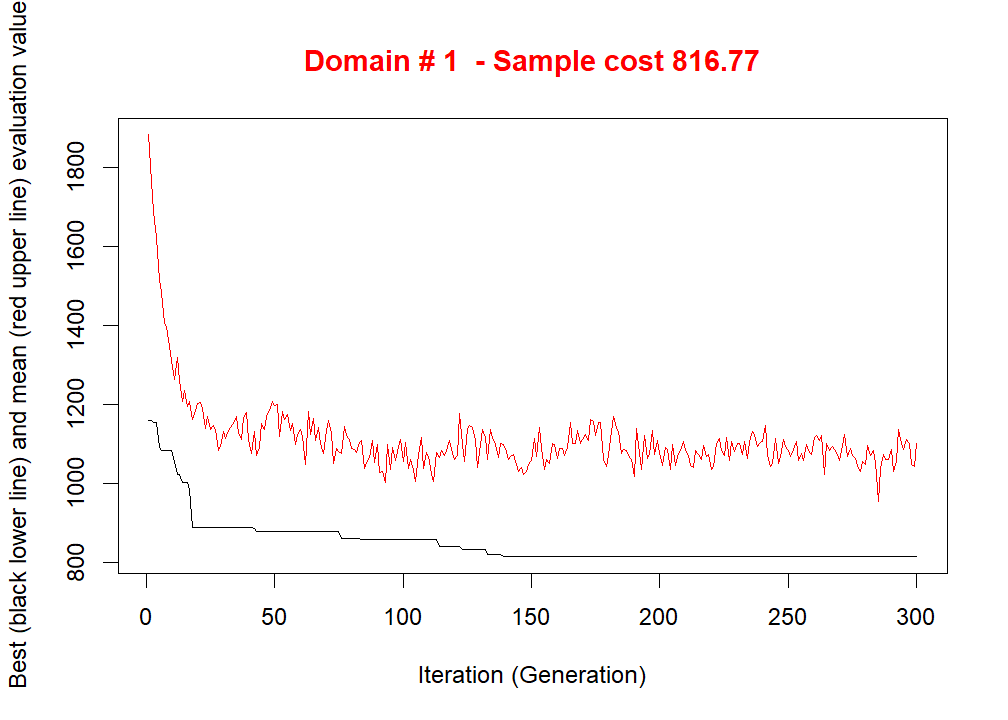 Domain # 1  - Sample cost 816.77
Best (black lower line) and mean (red upper line) evaluation value
1800
1600
1400
1200
1000
800
0 50 100 150 200 250 300
Iteration (Generation)